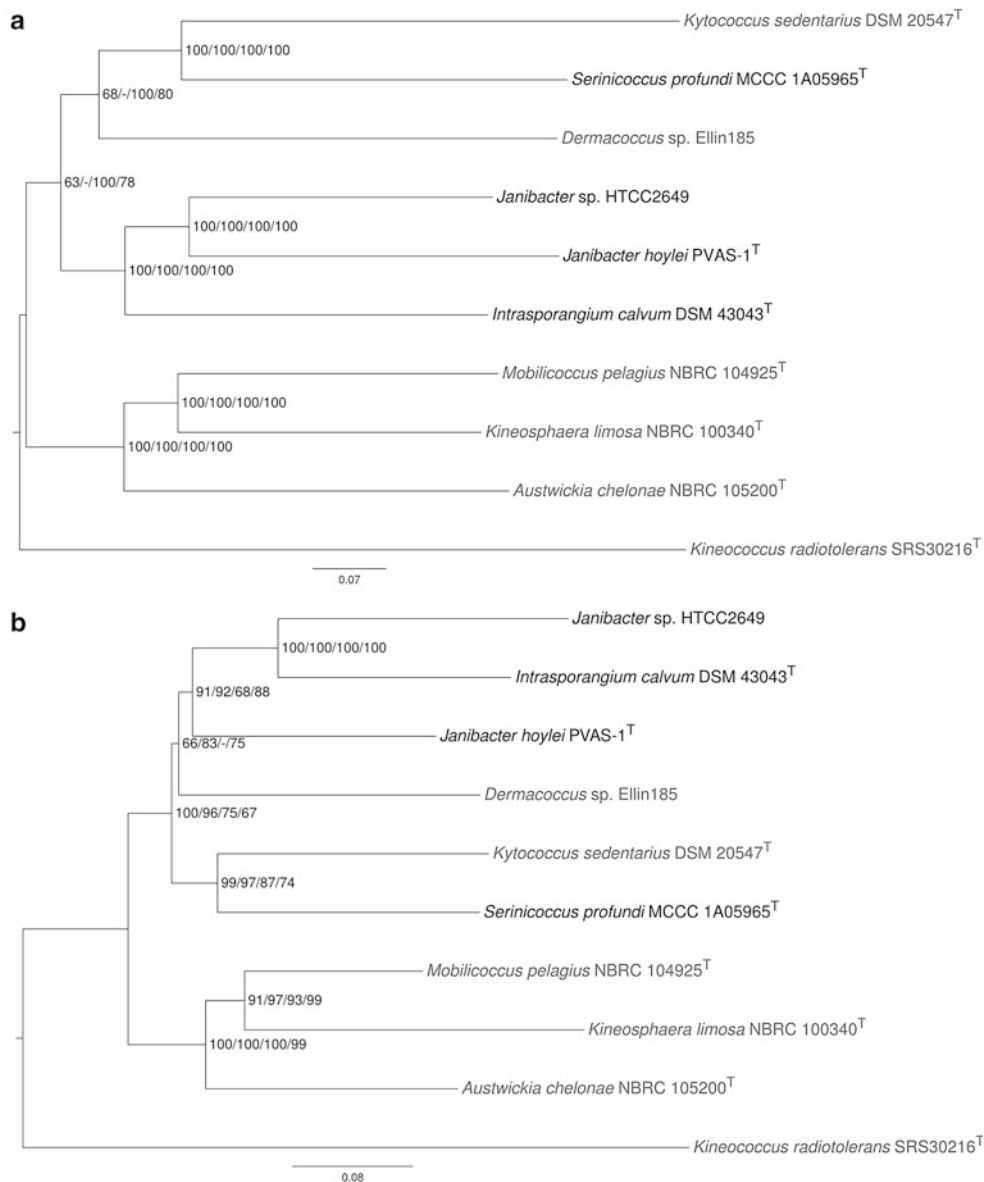 a
Kytococcus sedentarius DSM 20547T
100/100/100/100
Serinicoccus profundi MCCC 1A05965T
68/-/100/80
Dermacoccus sp. Ellin185
63/-/100/78
Janibacter sp. HTCC2649
100/100/100/100
Janibacter hoylei PVAS-1T
100/100/100/100
Intrasporangium calvum DSM 43043T
Mobilicoccus pelagius NBRC 104925T
100/100/100/100
Kineosphaera limosa NBRC 100340T
100/100/100/100
Austwickia chelonae NBRC 105200T
Kineococcus radiotolerans SRS30216T
0.07
b
Janibacter sp. HTCC2649
100/100/100/100
Intrasporangium calvum DSM 43043T
91/92/68/88
Janibacter hoylei PVAS-1T
66/83/-/75
Dermacoccus sp. Ellin185
100/96/75/67
Kytococcus sedentarius DSM 20547T
99/97/87/74
Serinicoccus profundi MCCC 1A05965T
Mobilicoccus pelagius NBRC 104925T
91/97/93/99
Kineosphaera limosa NBRC 100340T
100/100/100/99
Austwickia chelonae NBRC 105200T
Kineococcus radiotolerans SRS30216T
0.08